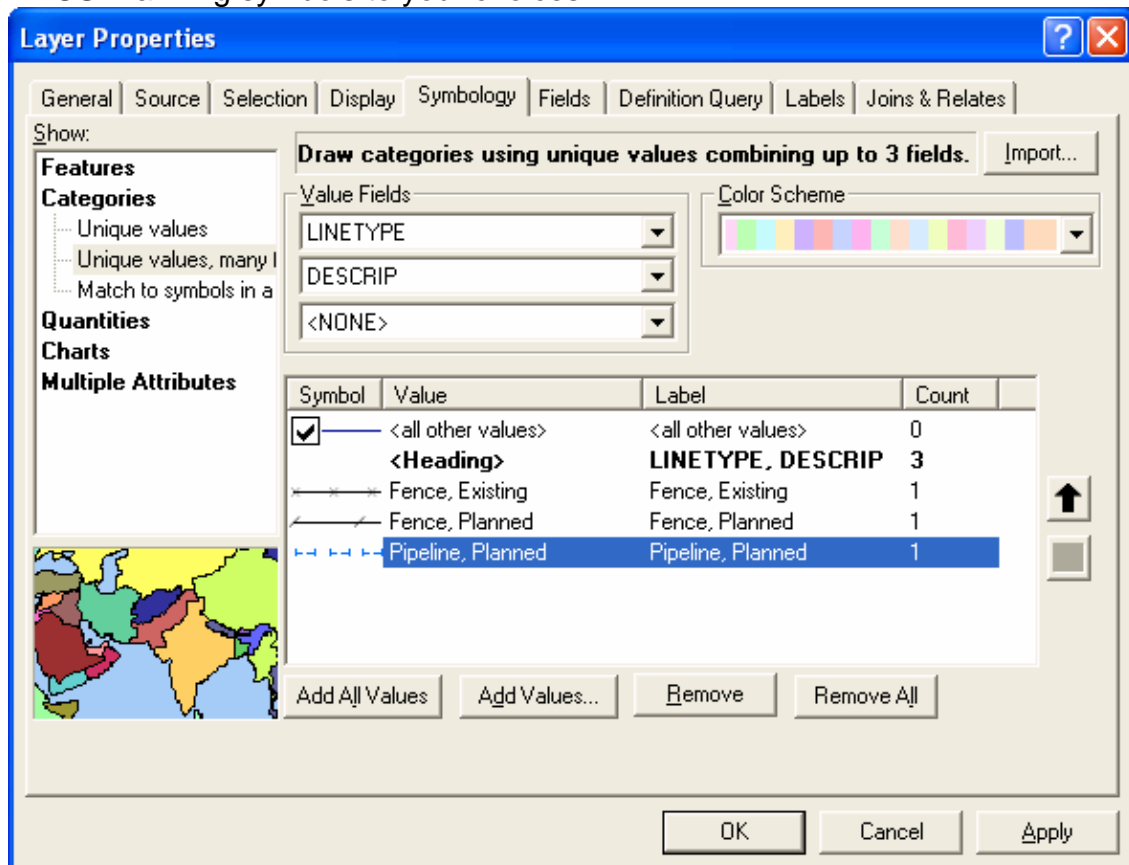 symbols to your
Layer Properties
General Source Selection Display Symbology Fields Definition Query Labels Joins & Relates
Show:
Features
Categories
Unique values
Unique values, many
Match to symbols in a
Quantities
Charts
Multiple Attributes
Draw categories using unique values combining up to 3 fields.
Import...
Value Fields
LINETYPE
DESCRIP
<NONE>
Color Scheme
Symbol Value Label Count
<all other values> <all other values> 0
<Heading> LINETYPE, DESCRIP 3
Fence, Existing Fence, Existing 1
Fence, Planned Fence, Planned 1
Pipeline, Planned Pipeline, Planned 1
Add All Values Add Values... Remove Remove All
OK Cancel Apply